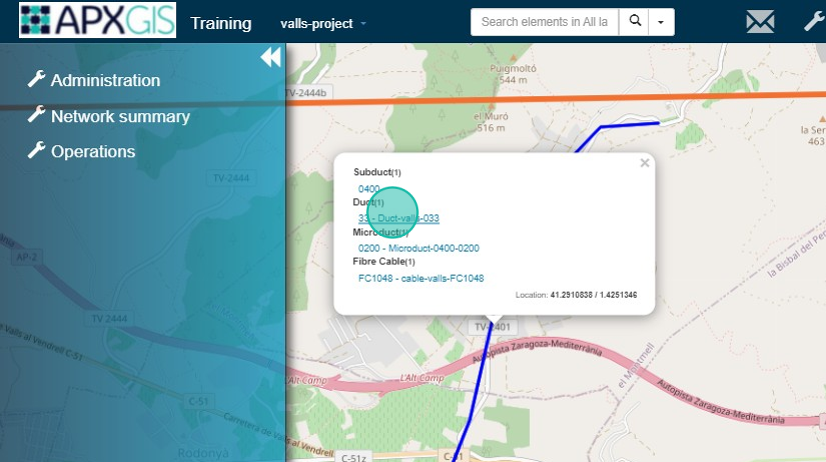 APXGIS Training valls-project Search elements in All la
Administration
Network summary
Operations
Puigmoltó
544 m
TV-2444b
el Muró
516 m
la Ser
463
Subduct(1)
0400
Duct(1)
33 - Duct-valls-033
Microduct(1)
0200 - Microduct-0400-0200
Fibre Cable(1)
FC1048 - cable-valls-FC1048
Location: 41.2910838 / 1.4251346
TV-2444
AP-2
la Bisbal del Pe
TV 2444
TV-2401
Valls al Vendrell C-51
Autopista Zaragoza-Mediterrània
el Montmell
L'Alt Camp
L'Alt Camp
Autopista Zaragoza-Mediterrània
C-51
Carretera de Valls al Vendrell
Rodonyà
C-51z
C-51